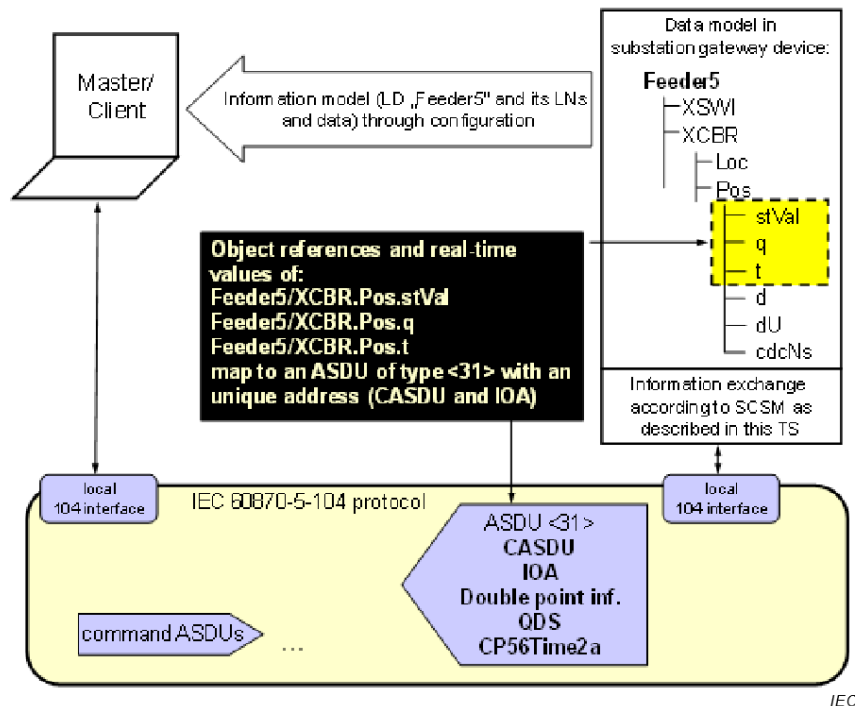 Master/
Client
Information model (LD „Feeder5" and its LNs
and data) through configuration
Data model in
substation gateway device:
Feeder5
XSWI
XCBR
Loc
Pos
stVal
q
t
d
dU
cdcNs
Object references and real-time
values of:
Feeder5/XCBR.Pos.stVal
Feeder5/XCBR.Pos.q
Feeder5/XCBR.Pos.t
map to an ASDU of type <31> with an
unique address (CASDU and IOA)
Information exchange
according to SCSM as
described in this TS
local
104 interface
IEC 60870-5-104 protocol
local
104 interface
ASDU <31>
CASDU
IOA
Double point inf.
QDS
CP56Time2a
command ASDUs
...
IEC